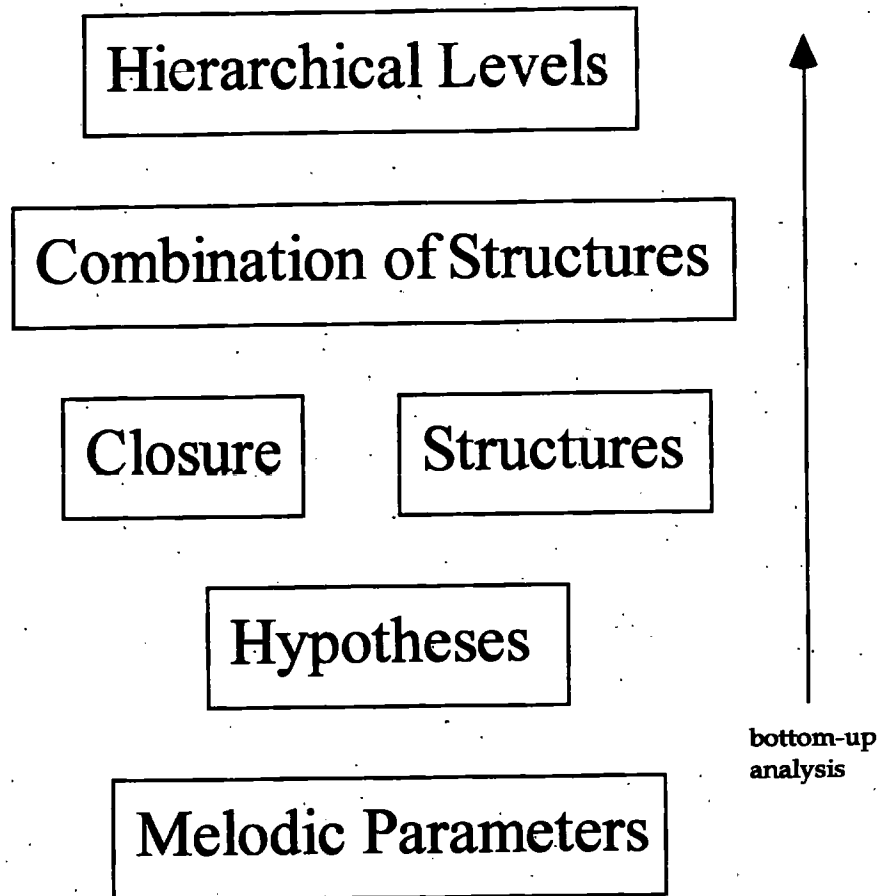 Hierarchical Levels
Combination of Structures
Closure
Structures
Hypotheses
bottom-up
analysis
Melodic Parameters